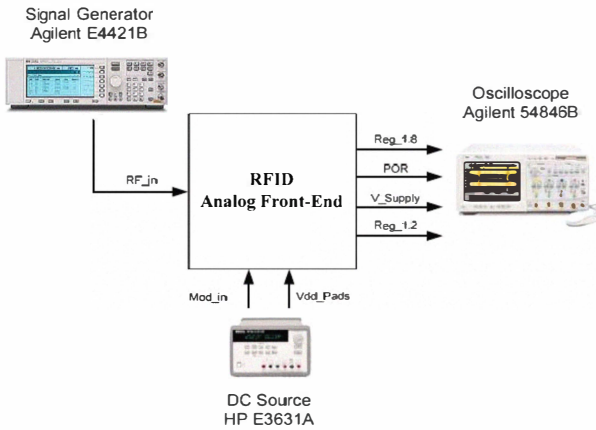 Signal Generator
Agilent E4421B
Oscilloscope
Agilent 54846B
Reg_1.8
POR
RF_in
RFID
Analog Front-End
V_Supply
Reg_1.2
Mod_in
Vdd_Pads
DC Source
HP E3631A